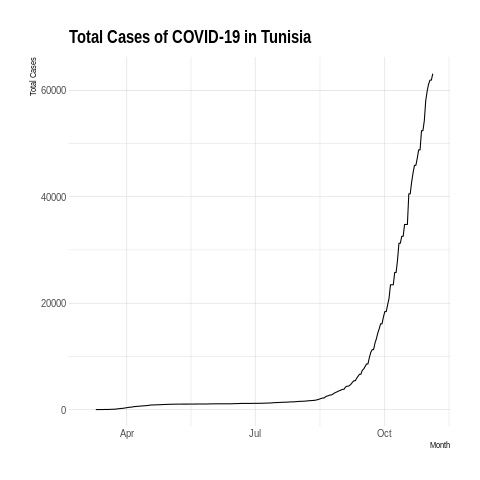 Total Cases of COVID-19 in Tunisia
Total Cases
60000
40000
20000
0
Apr Jul Oct
Month